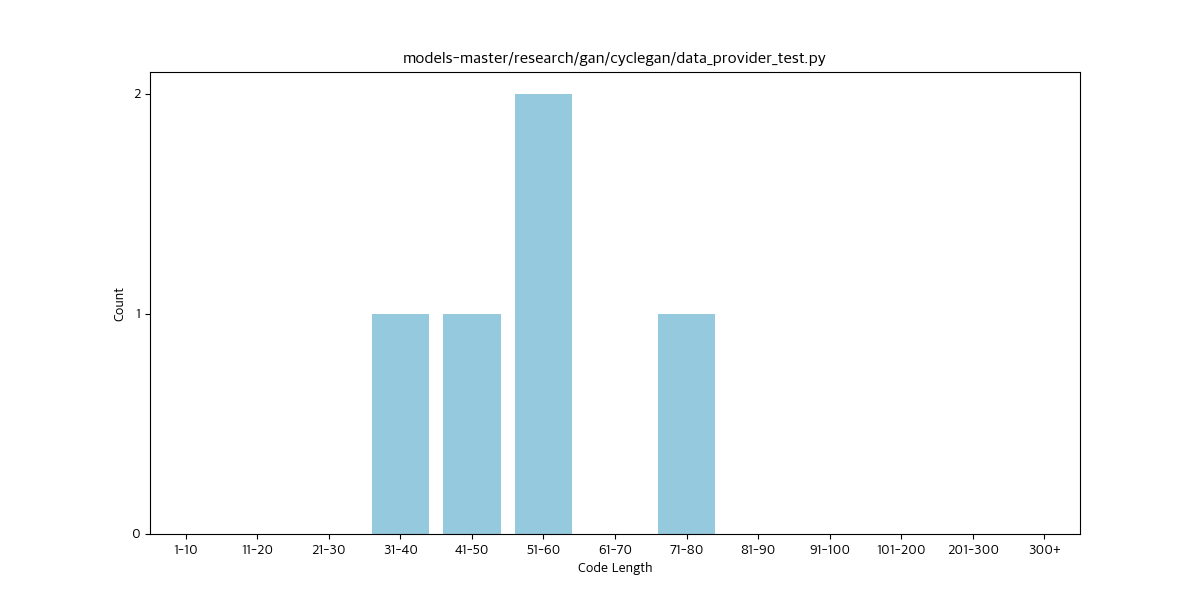 models-master/research/gan/cyclegan/data_provider_test.py
2
1
0
Count
1-10 11-20 21-30 31-40 41-50 51-60 61-70 71-80 81-90 91-100 101-200 201-300 300+
Code Length